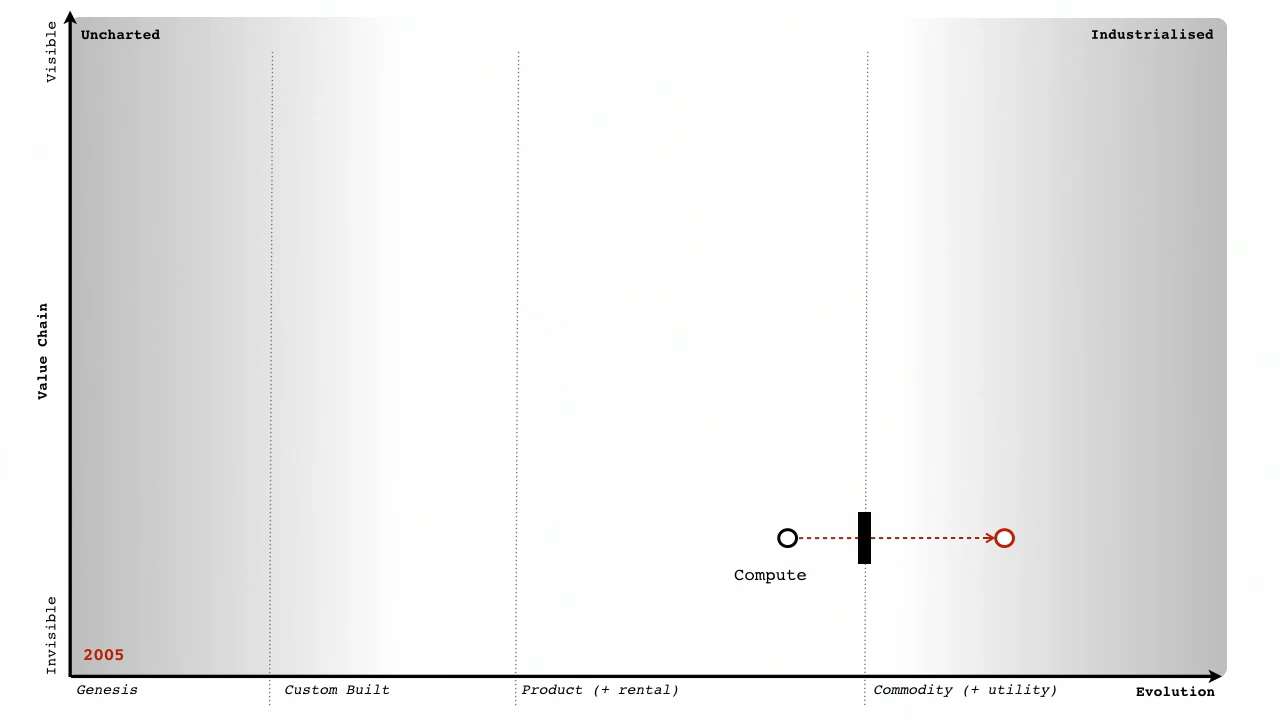 Uncharted
Industrialised
Visible
Value Chain
Compute
Invisible
2005
Genesis
Custom Built
Product (+ rental)
Commodity (+ utility)
Evolution